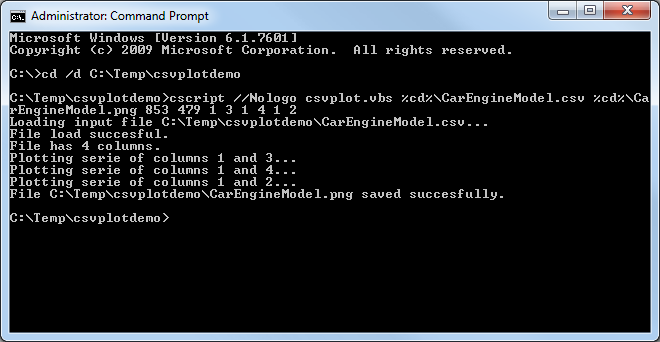 Administrator: Command Prompt
Microsoft Windows [Version 6.1.7601]
Copyright (c) 2009 Microsoft Corporation.  All rights reserved.
C:\>cd /d C:\Temp\csvplotdemo
C:\Temp\csvplotdemo>cscript //Nologo csvplot.vbs %cd%\CarEngineModel.csv %cd%\Ca
rEngineModel.png 853 479 1 3 1 4 1 2
Loading input file C:\Temp\csvplotdemo\CarEngineModel.csv...
File load succesful.
File has 4 columns.
Plotting serie of columns 1 and 3...
Plotting serie of columns 1 and 4...
Plotting serie of columns 1 and 2...
File C:\Temp\csvplotdemo\CarEngineModel.png saved succesfully.
C:\Temp\csvplotdemo>